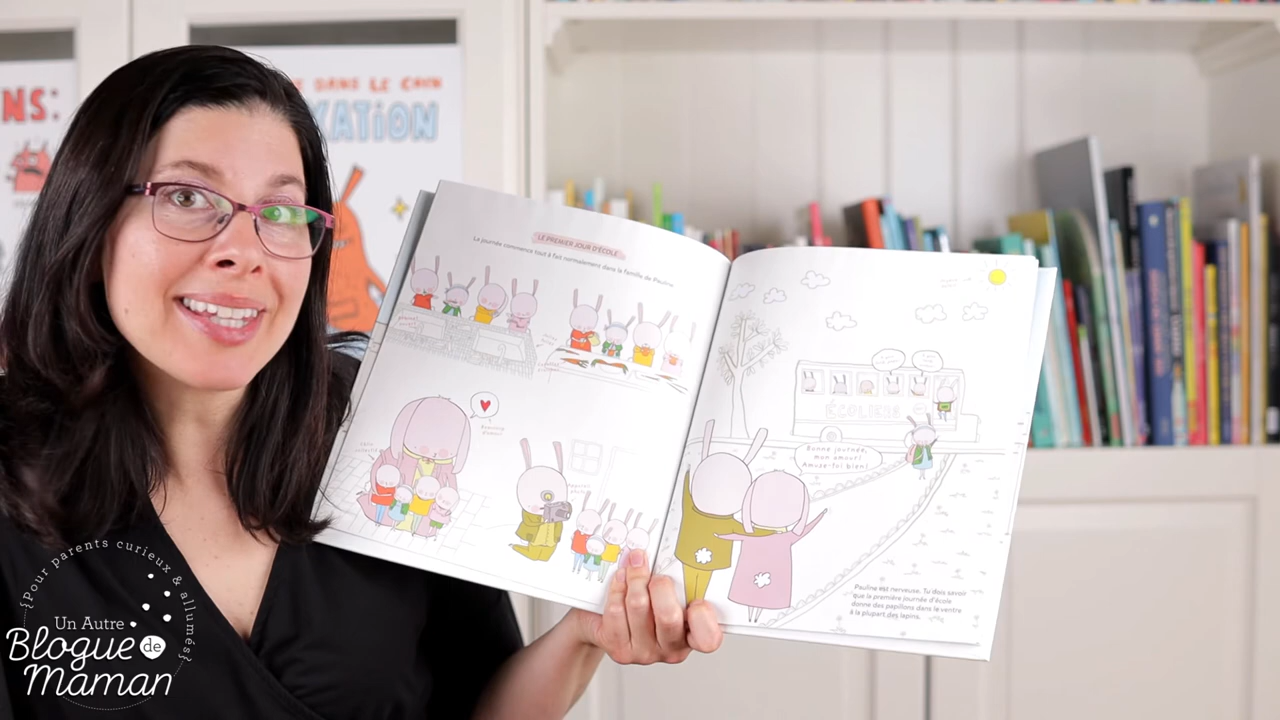 NS:
DANS LE COIN
XATION
LE PREMIER JOUR D'ÉCOLE
La journée commence tout à fait normalement dans la famille de Pauline.
ÉCOLIERS
Bonne journée,
mon amour!
Amuse-toi bien!
Pauline est nerveuse. Tu dois savoir
que la première journée d'école
donne des papillons dans le ventre
à la plupart des lapins.
{Pour parents curieux & allumés}
Un Autre
Blogue de
Maman